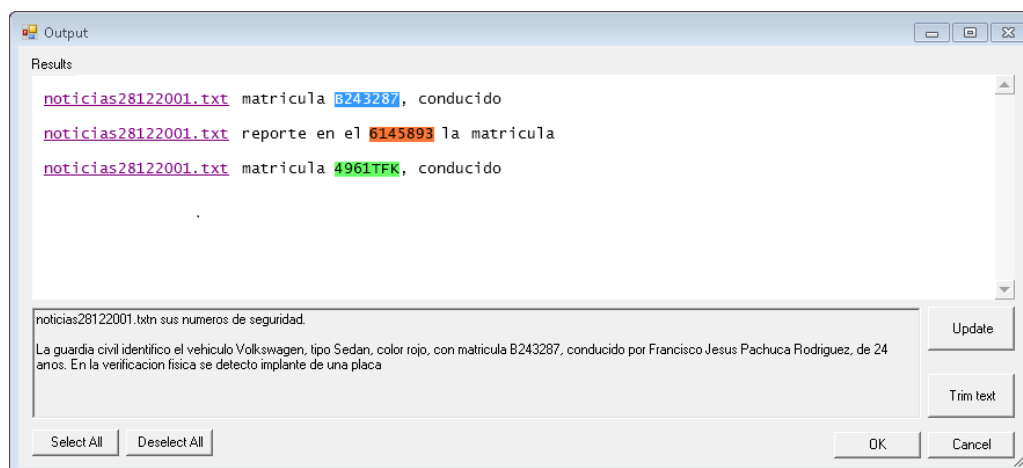 Output
Results
noticias28122001.txt matricula B243287, conducido
noticias28122001.txt reporte en el 6145893 la matricula
noticias28122001.txt matricula 4961TFK, conducido
.
noticias28122001.txtn sus numeros de seguridad.
La guardia civil identifico el vehiculo Volkswagen, tipo Sedan, color rojo, con matricula B243287, conducido por Francisco Jesus Pachuca Rodriguez, de 24
anos. En la verificacion fisica se detecto implante de una placa
Update
Trim text
Select All Deselect All OK Cancel